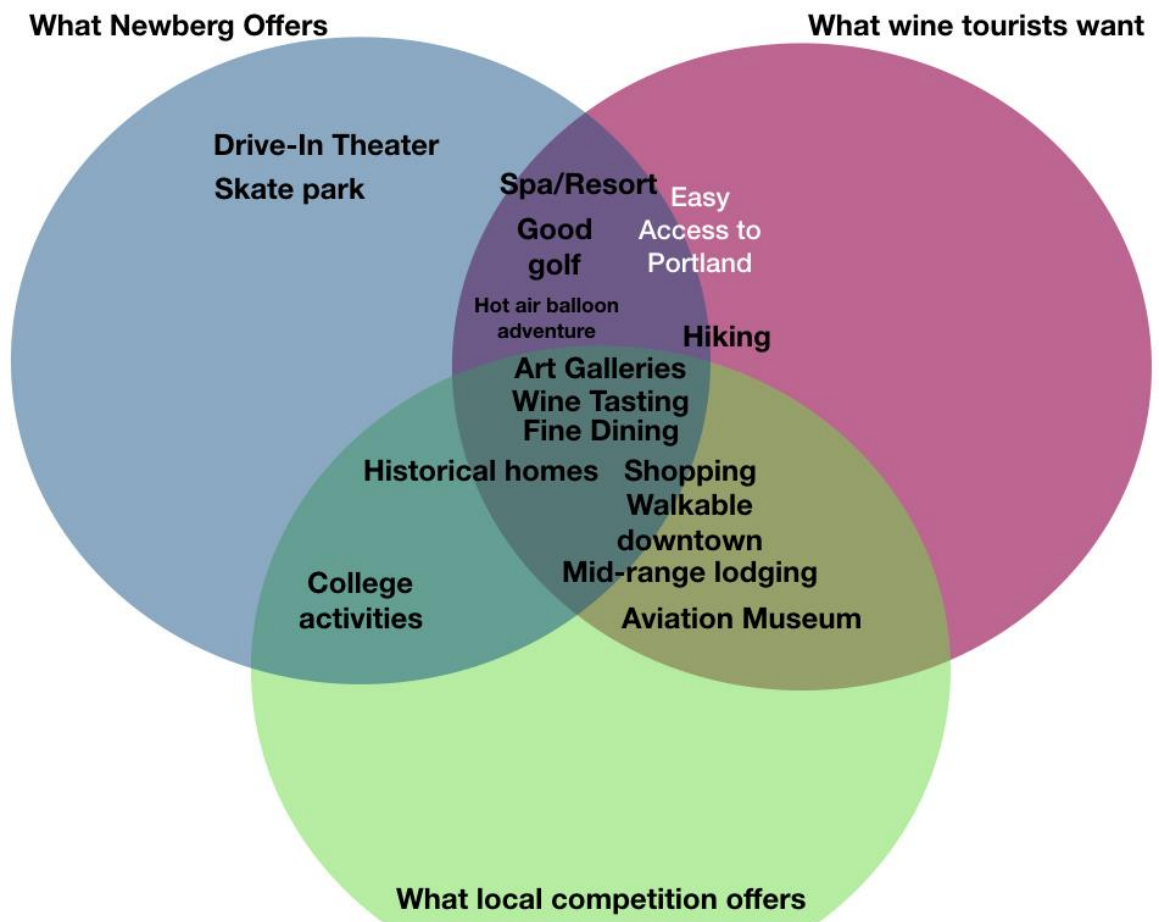 What Newberg Offers
What wine tourists want
Drive-In Theater
Skate park
Spa/Resort
Good
golf
Hot air balloon
adventure
Easy
Access to
Portland
Hiking
Art Galleries
Wine Tasting
Fine Dining
Historical homes
Shopping
Walkable
downtown
Mid-range lodging
College
activities
Aviation Museum
What local competition offers